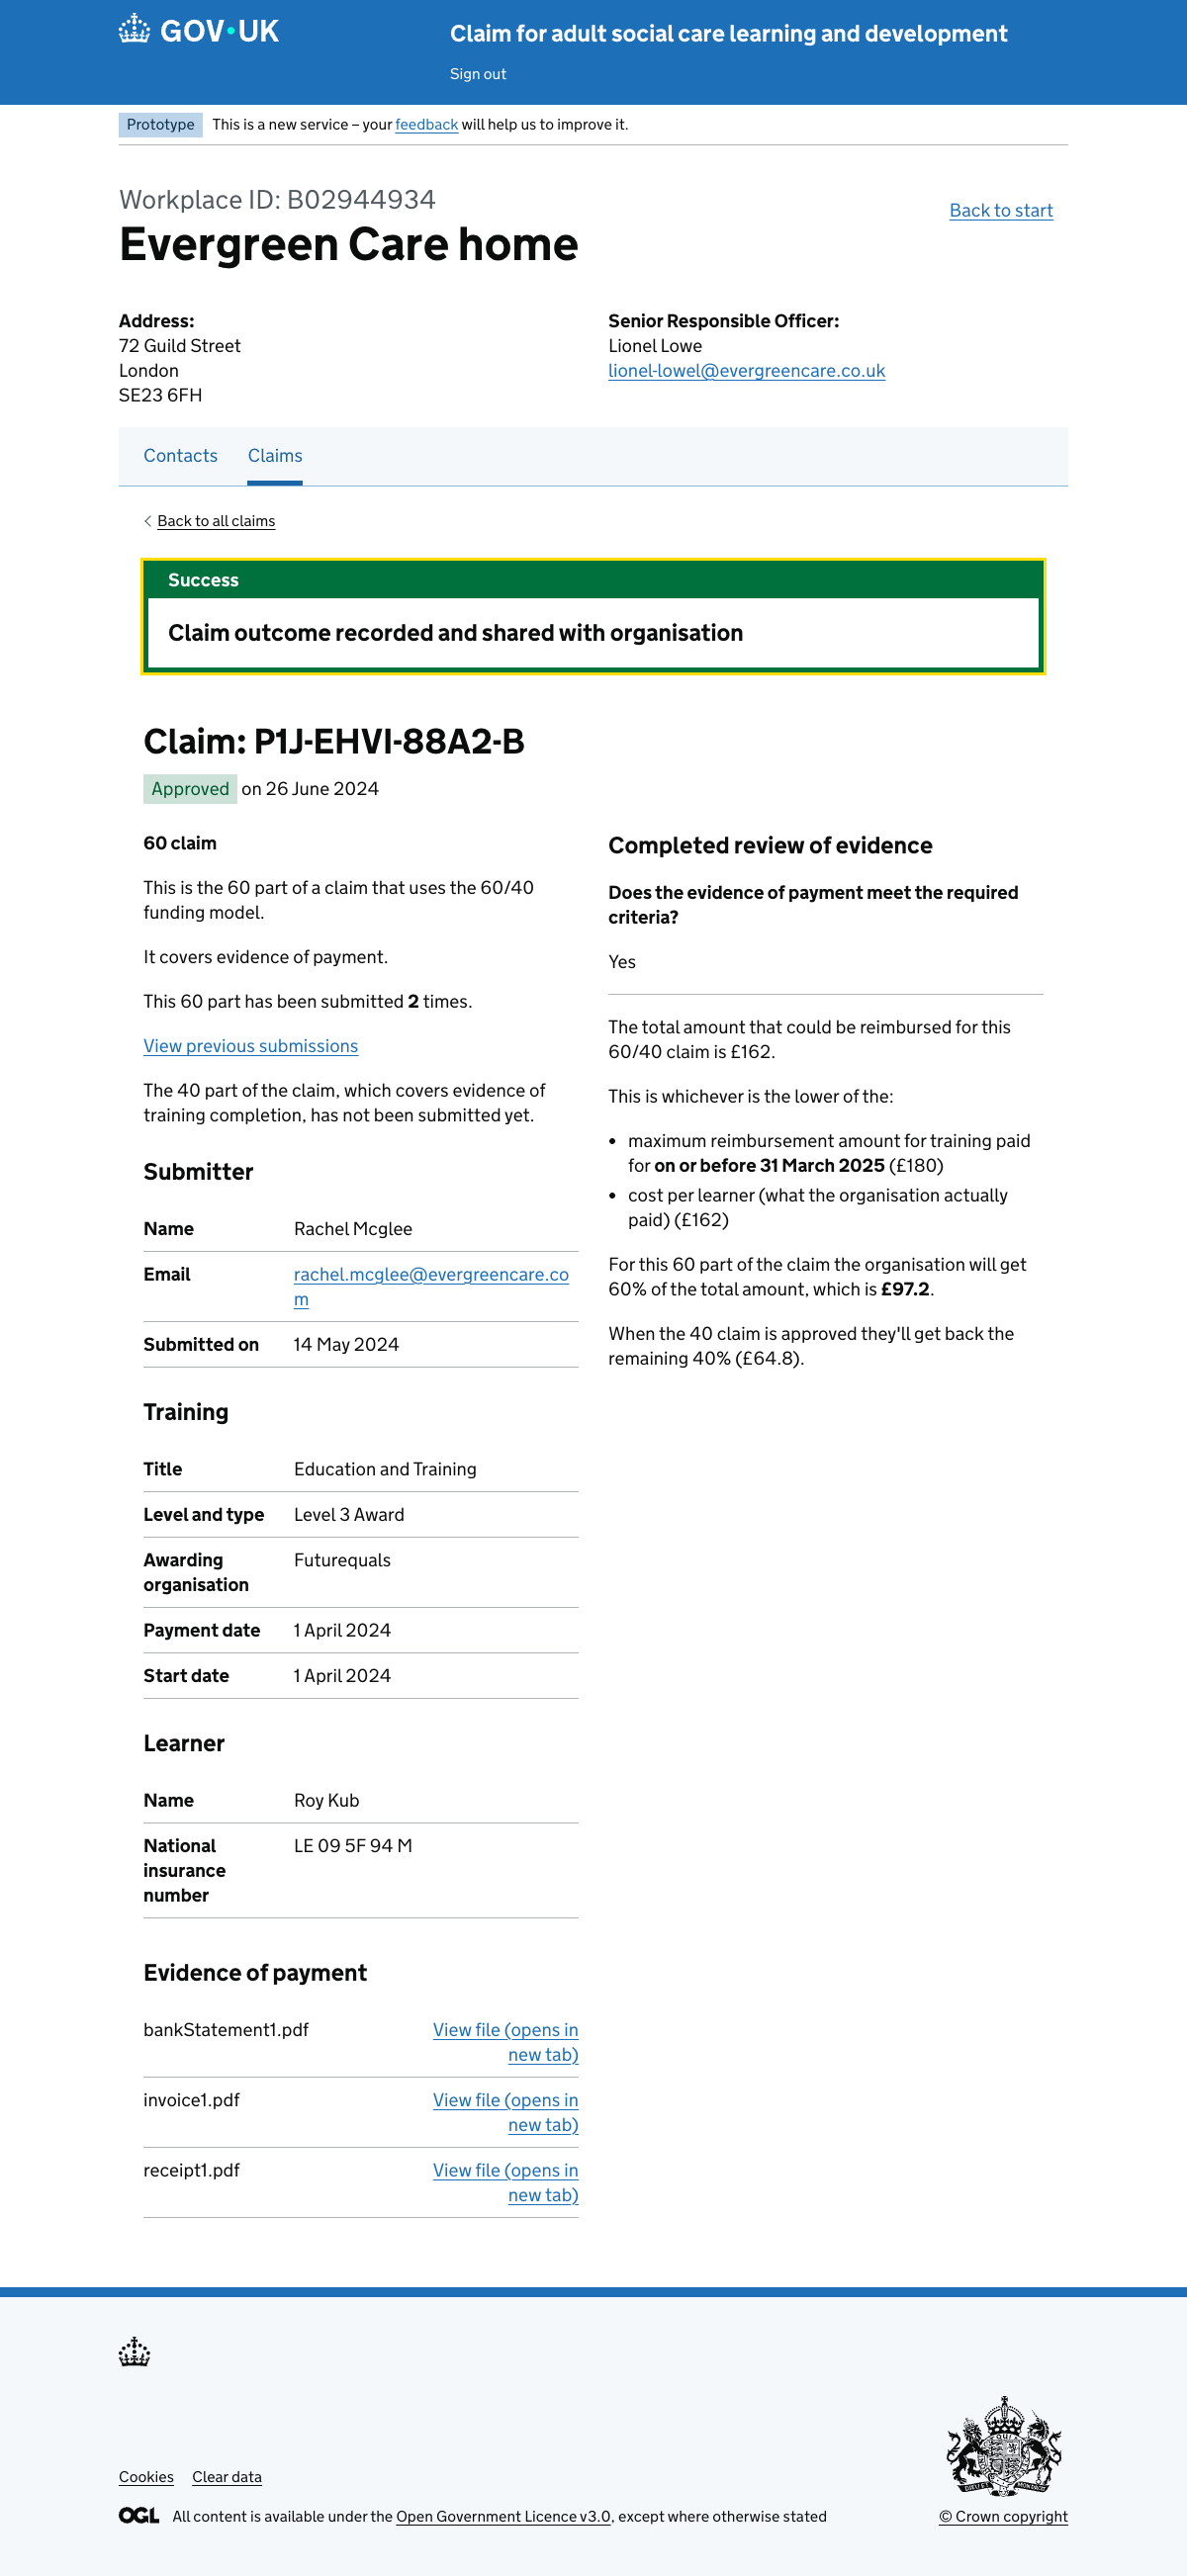 GOV·UK
Claim for adult social care learning and development
Sign out
Prototype This is a new service – your feedback will help us to improve it.
Workplace ID: B02944934
Evergreen Care home
Back to start
Address:
72 Guild Street
London
SE23 6FH
Senior Responsible Officer:
Lionel Lowe
lionel-lowel@evergreencare.co.uk
Contacts Claims
Back to all claims
Success
Claim outcome recorded and shared with organisation
Claim: P1J-EHVI-88A2-B
Approved on 26 June 2024
60 claim
This is the 60 part of a claim that uses the 60/40
funding model.
It covers evidence of payment.
This 60 part has been submitted 2 times.
View previous submissions
The 40 part of the claim, which covers evidence of
training completion, has not been submitted yet.
Submitter
Name Rachel Mcglee
Email rachel.mcglee@evergreencare.co
m
Submitted on 14 May 2024
Training
Title Education and Training
Level and type Level 3 Award
Awarding Futurequals
organisation
Payment date 1 April 2024
Start date 1 April 2024
Learner
Name Roy Kub
National LE 09 5F 94 M
insurance
number
Evidence of payment
bankStatement1.pdf View file (opens in
new tab)
invoice1.pdf View file (opens in
new tab)
receipt1.pdf View file (opens in
new tab)
Completed review of evidence
Does the evidence of payment meet the required
criteria?
Yes
The total amount that could be reimbursed for this
60/40 claim is £162.
This is whichever is the lower of the:
• maximum reimbursement amount for training paid
for on or before 31 March 2025 (£180)
• cost per learner (what the organisation actually
paid) (£162)
For this 60 part of the claim the organisation will get
60% of the total amount, which is £97.2.
When the 40 claim is approved they'll get back the
remaining 40% (£64.8).
Cookies Clear data
OGL All content is available under the Open Government Licence v3.0, except where otherwise stated
© Crown copyright